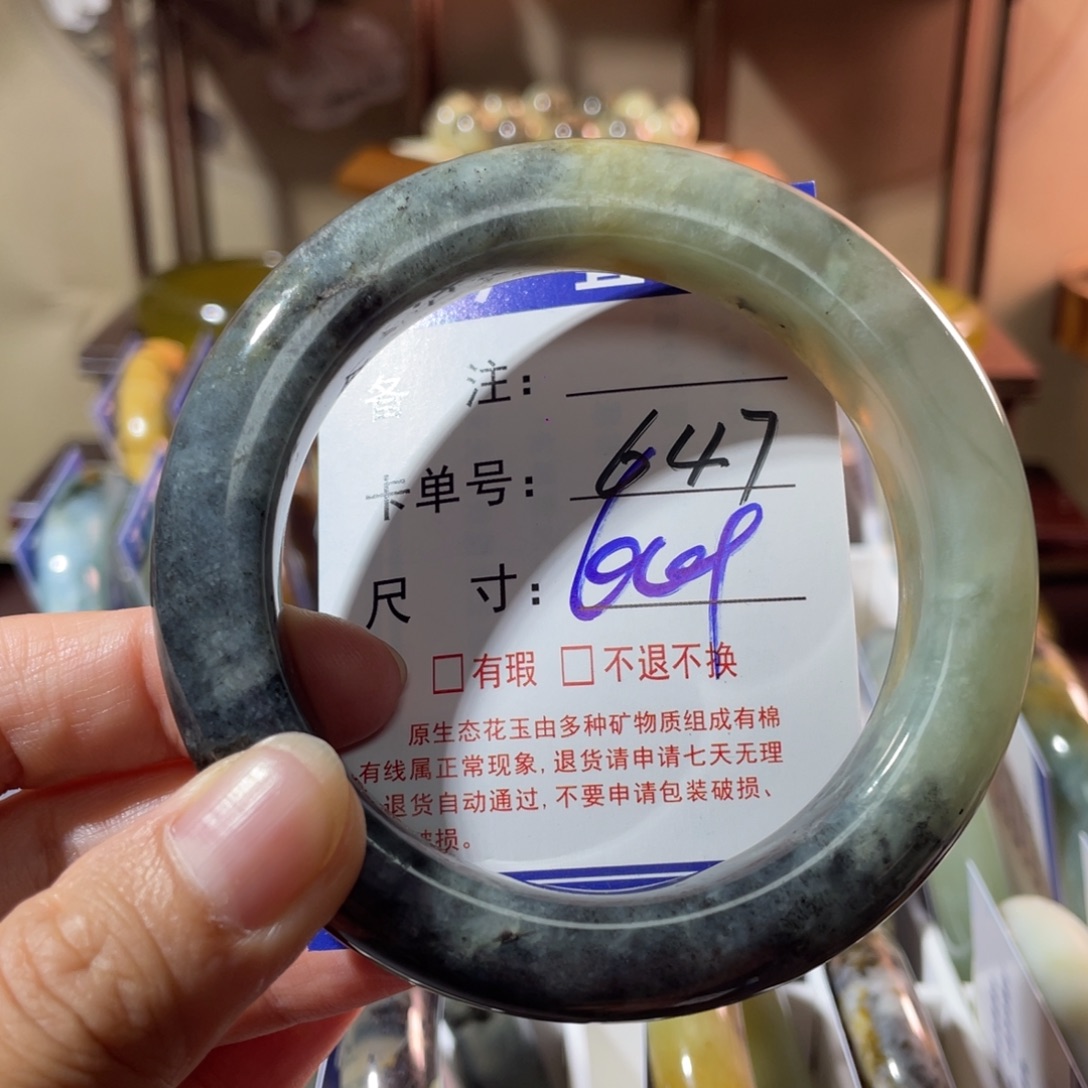 备 注:
卡单号: 647
尺 寸:
□有瑕 □不退不换
原生态花玉由多种矿物质组成有棉
有线属正常现象, 退货请申请七天无理
退货自动通过, 不要申请包装破损、
破损。